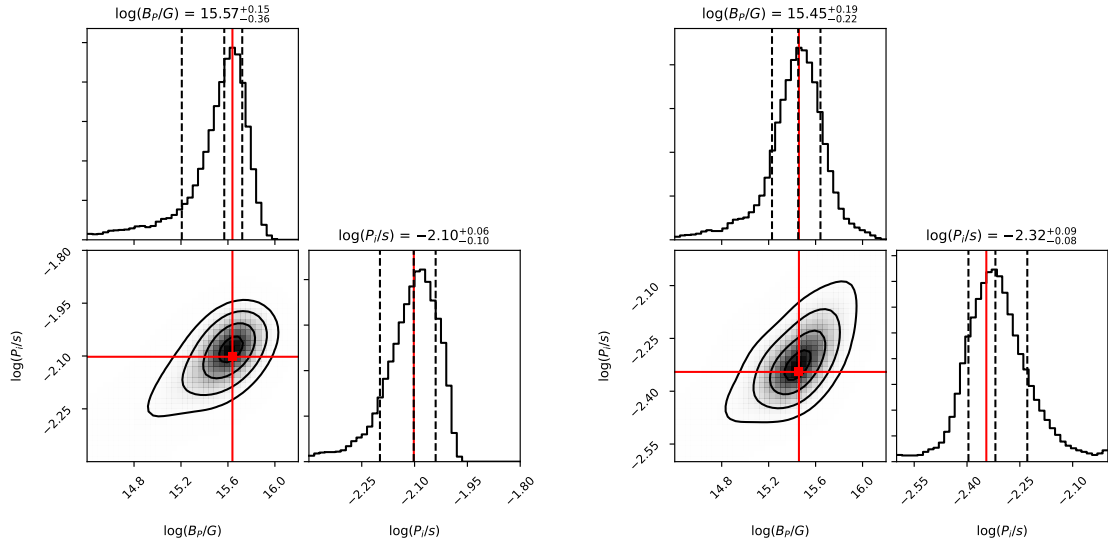 log(B_P/G) = 15.57^{+0.15}_{-0.36}
log(B_P/G) = 15.45^{+0.19}_{-0.22}
log(P_i/s) = −2.10^{+0.06}_{-0.10}
log(P_i/s) = −2.32^{+0.09}_{-0.08}
−1.80
−1.95
−2.10
−2.25
log(P_i/s)
−2.10
−2.25
−2.40
−2.55
log(P_i/s)
14.8 15.2 15.6 16.0
−2.25 −2.10 −1.95 −1.80
14.8 15.2 15.6 16.0
−2.55 −2.40 −2.25 −2.10
log(B_P/G)
log(P_i/s)
log(B_P/G)
log(P_i/s)